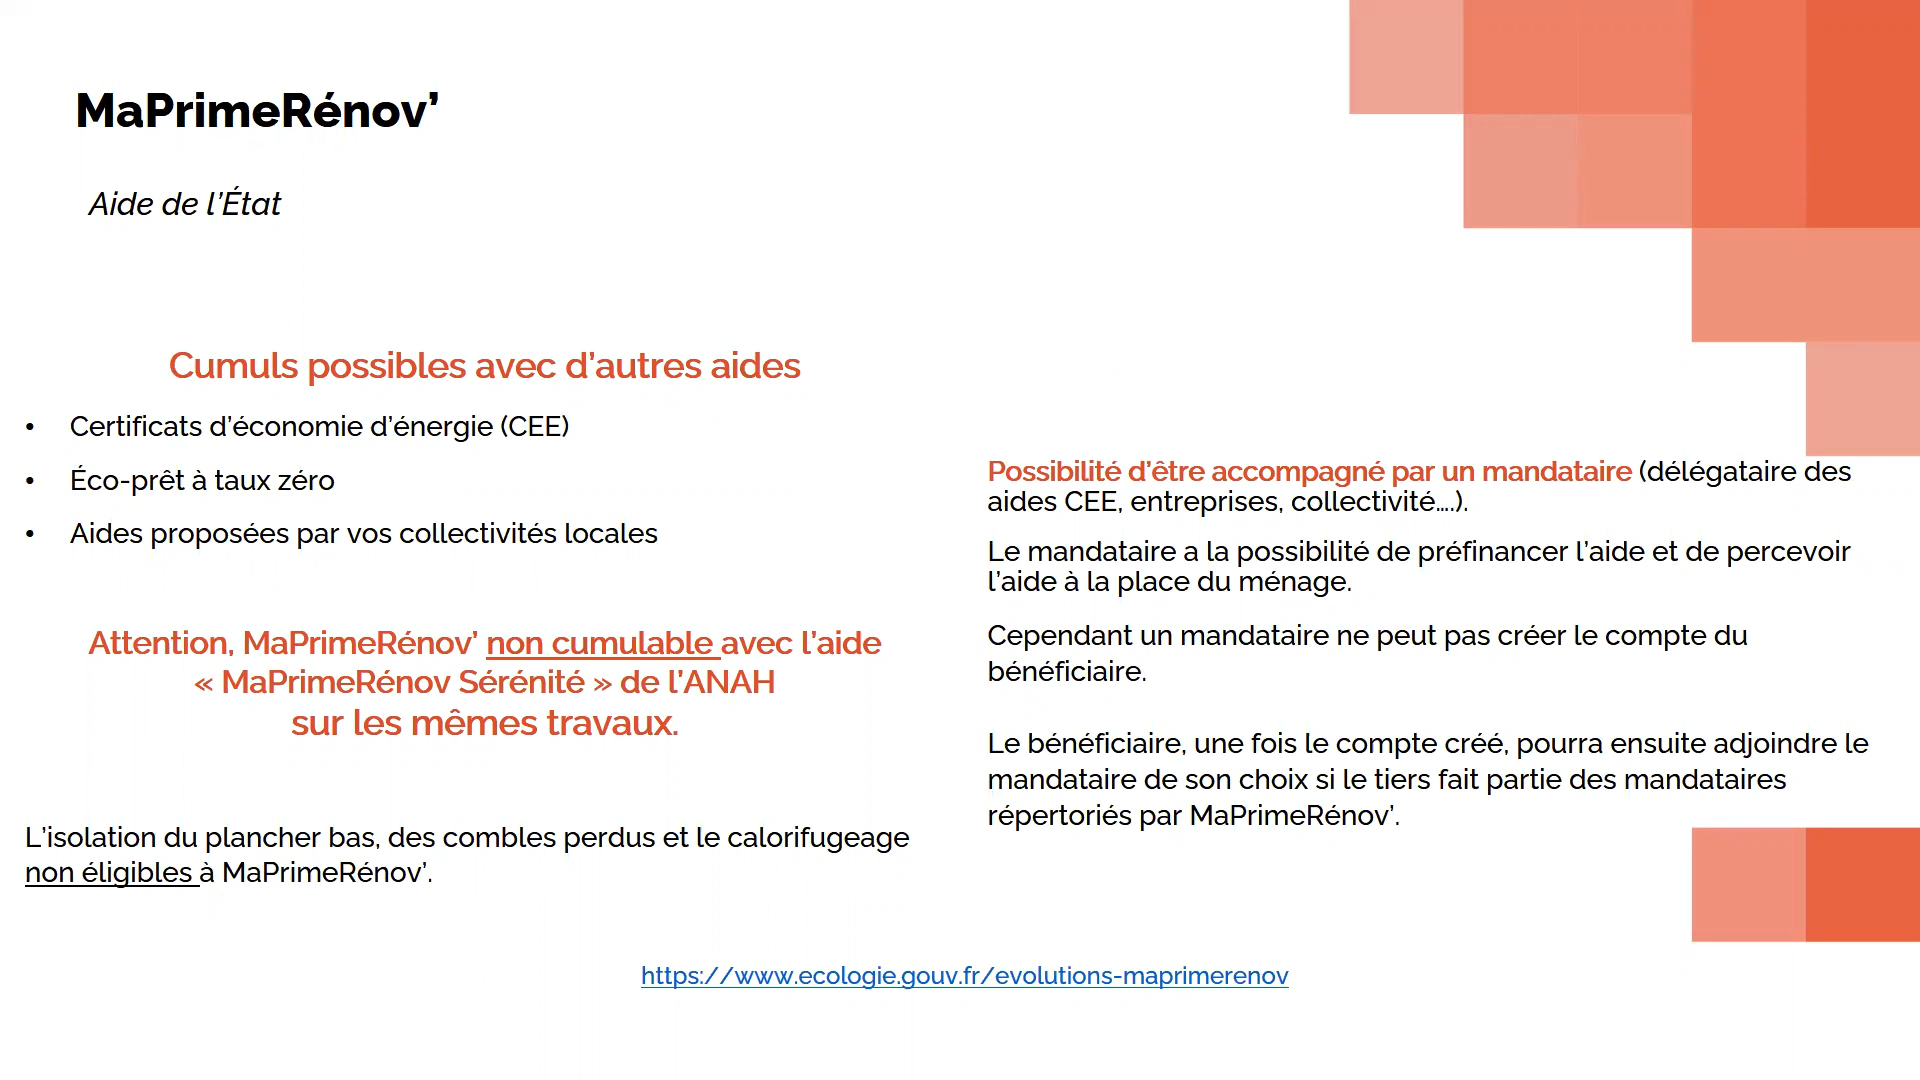 MaPrimeRénov’
Aide de l’État
Cumuls possibles avec d’autres aides
• Certificats d’économie d’énergie (CEE)
• Éco-prêt à taux zéro
• Aides proposées par vos collectivités locales
Attention, MaPrimeRénov’ non cumulable avec l’aide
« MaPrimeRénov Sérénité » de l’ANAH
sur les mêmes travaux.
L’isolation du plancher bas, des combles perdus et le calorifugeage
non éligibles à MaPrimeRénov’.
Possibilité d’être accompagné par un mandataire (délégataire des
aides CEE, entreprises, collectivité….).
Le mandataire a la possibilité de préfinancer l’aide et de percevoir
l’aide à la place du ménage.
Cependant un mandataire ne peut pas créer le compte du
bénéficiaire.
Le bénéficiaire, une fois le compte créé, pourra ensuite adjoindre le
mandataire de son choix si le tiers fait partie des mandataires
répertoriés par MaPrimeRénov’.
https://www.ecologie.gouv.fr/evolutions-maprimerenov